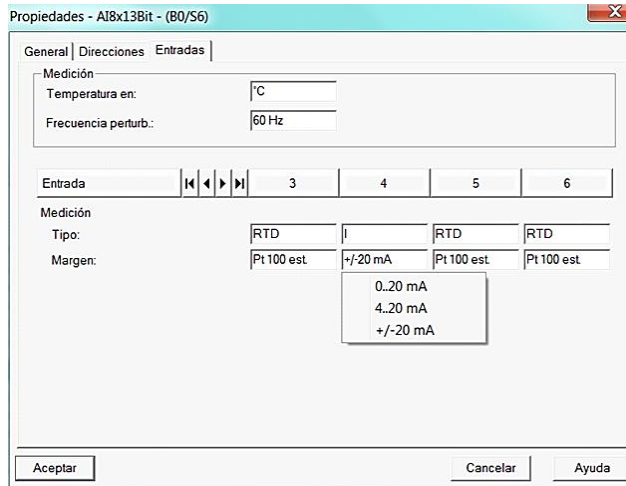 Propiedades - AI8x13Bit - (B0/S6)
General Direcciones Entradas
Medición
Temperatura en: °C
Frecuencia perturb.: 60 Hz
Entrada 3 4 5 6
Medición
Tipo: RTD I RTD RTD
Margen: Pt 100 est. +/-20 mA Pt 100 est. Pt 100 est.
0..20 mA
4..20 mA
+/-20 mA
Aceptar Cancelar Ayuda